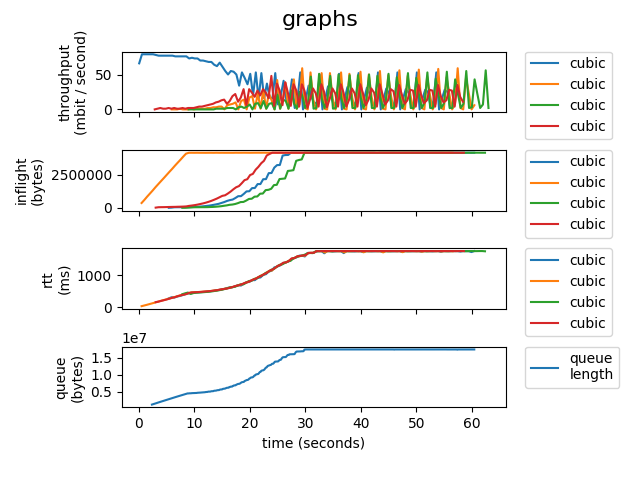 graphs
throughput
(mbit / second)
50
0
cubic
cubic
cubic
cubic
inflight
(bytes)
2500000
0
cubic
cubic
cubic
cubic
rtt
(ms)
1000
0
cubic
cubic
cubic
cubic
1e7
queue
(bytes)
1.5
1.0
0.5
queue
length
0 10 20 30 40 50 60
time (seconds)